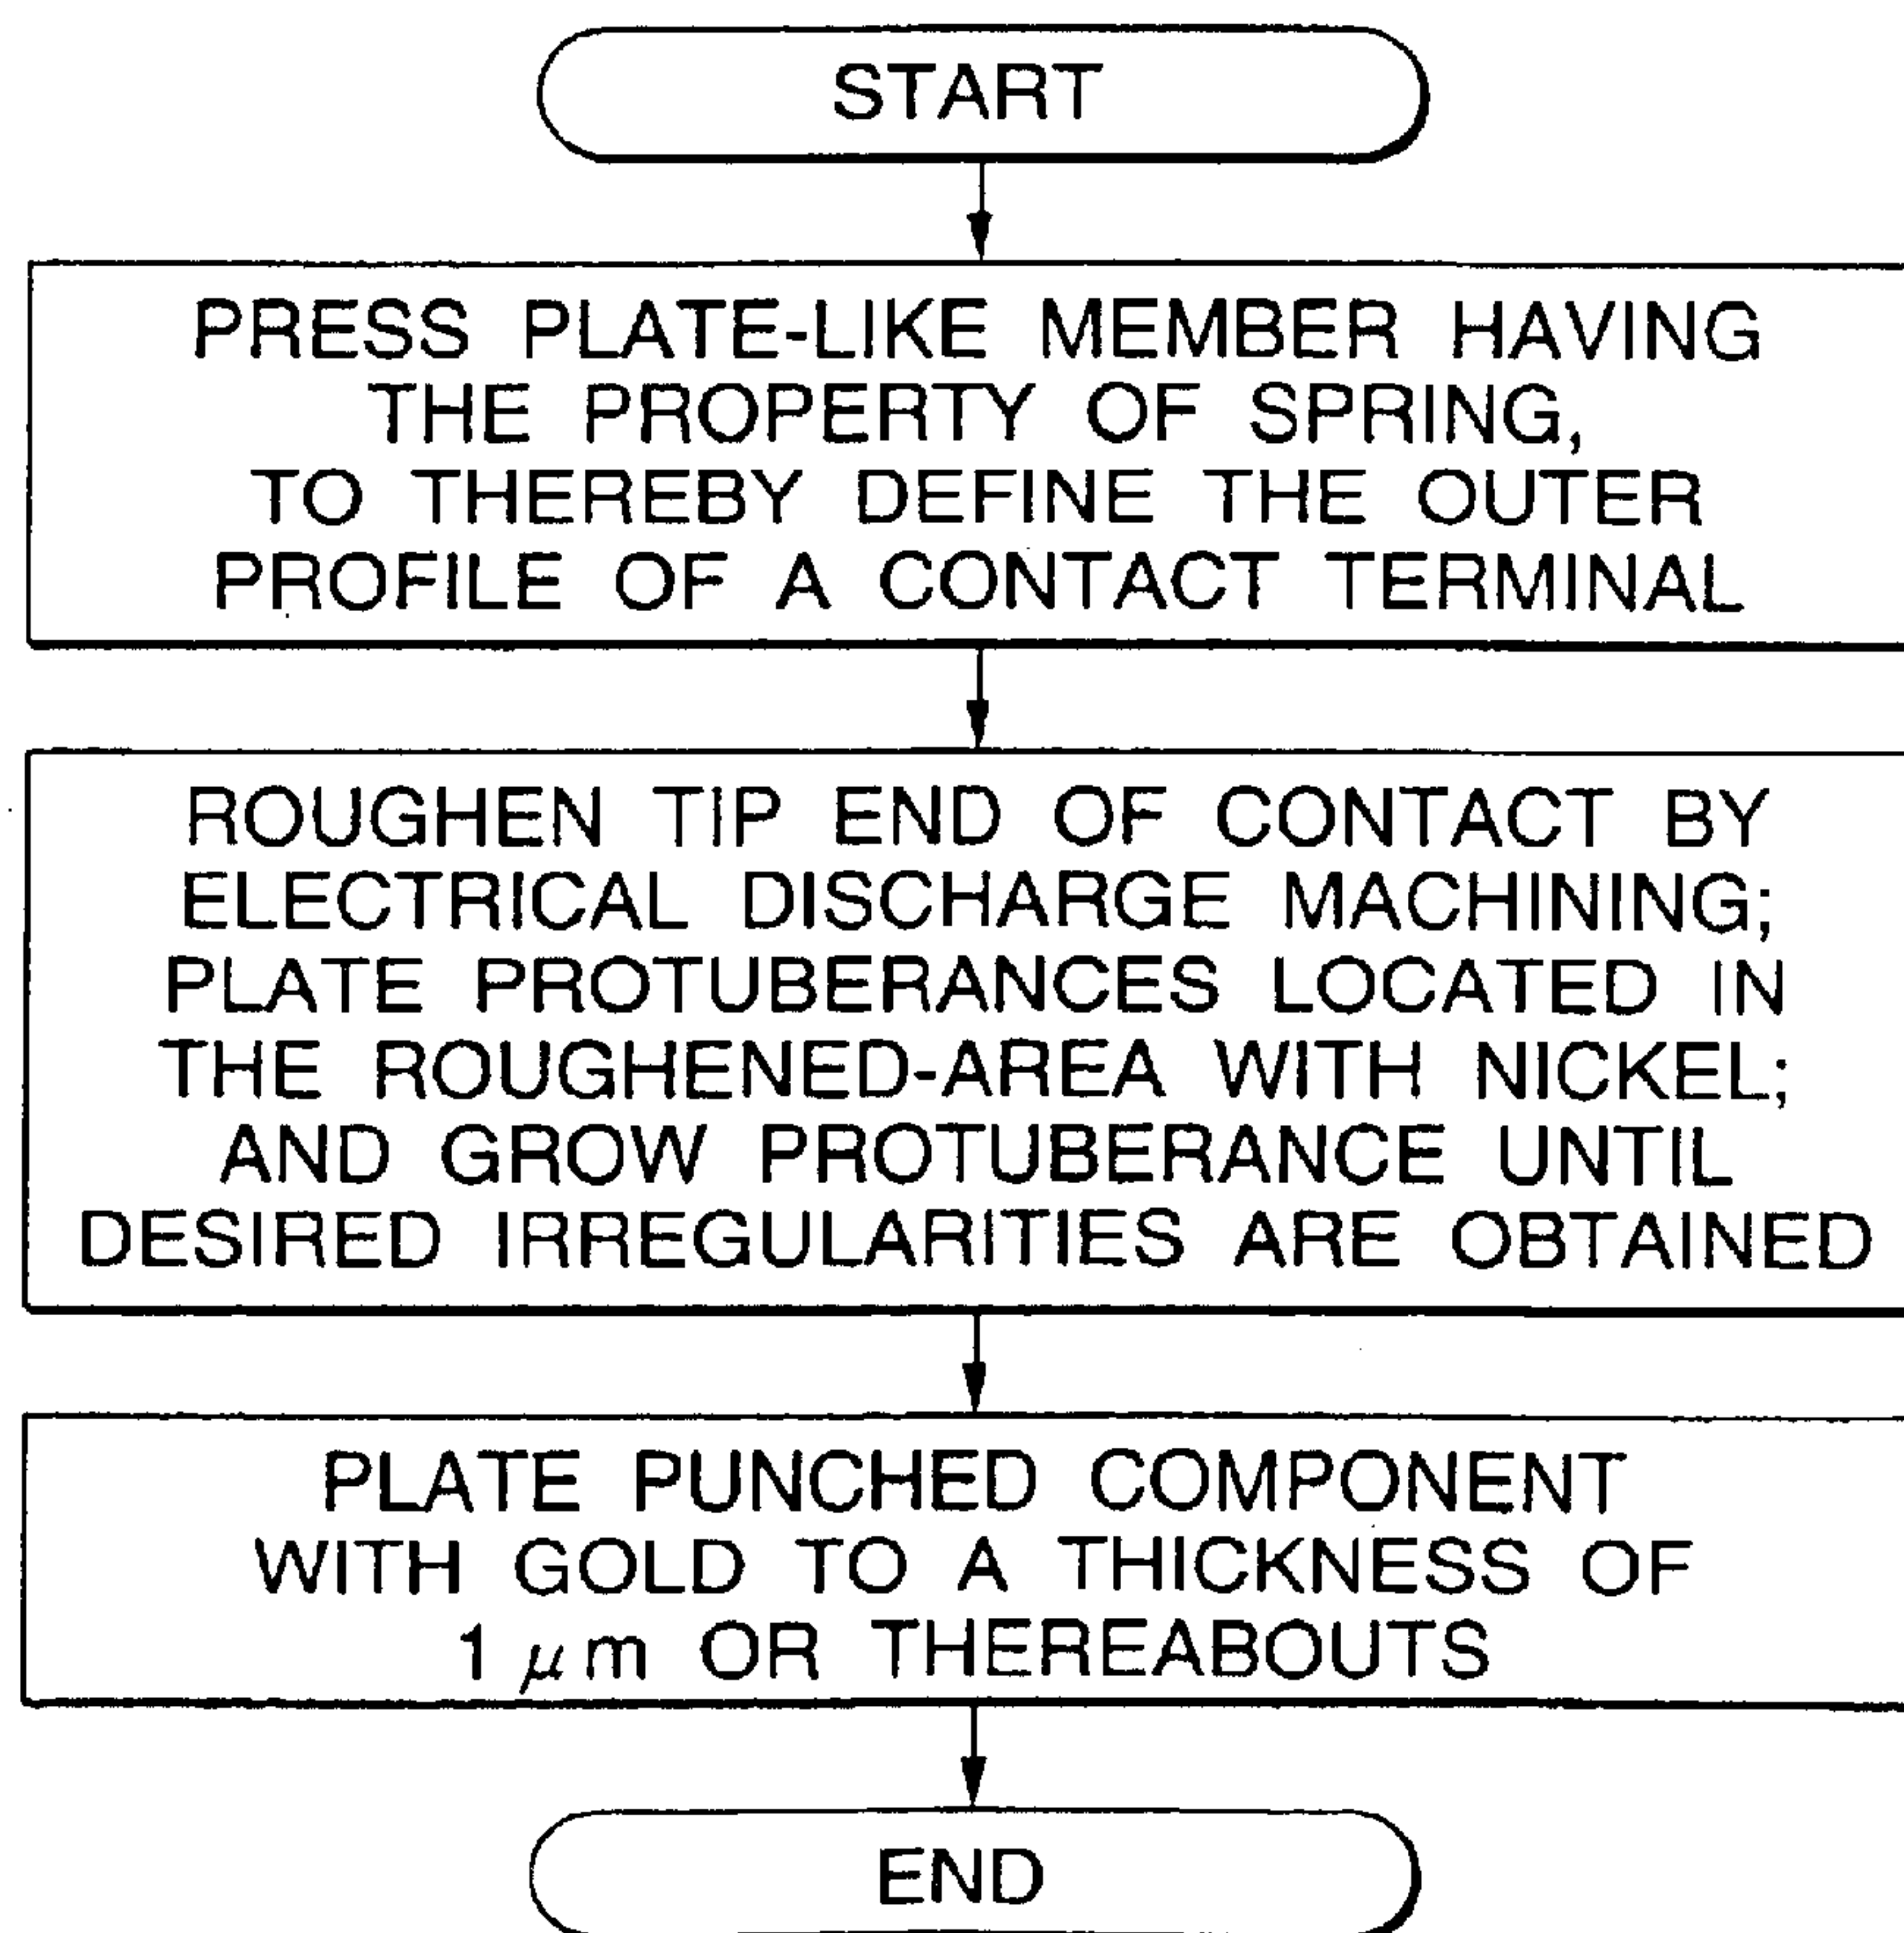 START
PRESS PLATE-LIKE MEMBER HAVING
THE PROPERTY OF SPRING,
TO THEREBY DEFINE THE OUTER
PROFILE OF A CONTACT TERMINAL
ROUGHEN TIP END OF CONTACT BY
ELECTRICAL DISCHARGE MACHINING;
PLATE PROTUBERANCES LOCATED IN
THE ROUGHENED-AREA WITH NICKEL;
AND GROW PROTUBERANCE UNTIL
DESIRED IRREGULARITIES ARE OBTAINED
PLATE PUNCHED COMPONENT
WITH GOLD TO A THICKNESS OF
1 μm OR THEREABOUTS
END